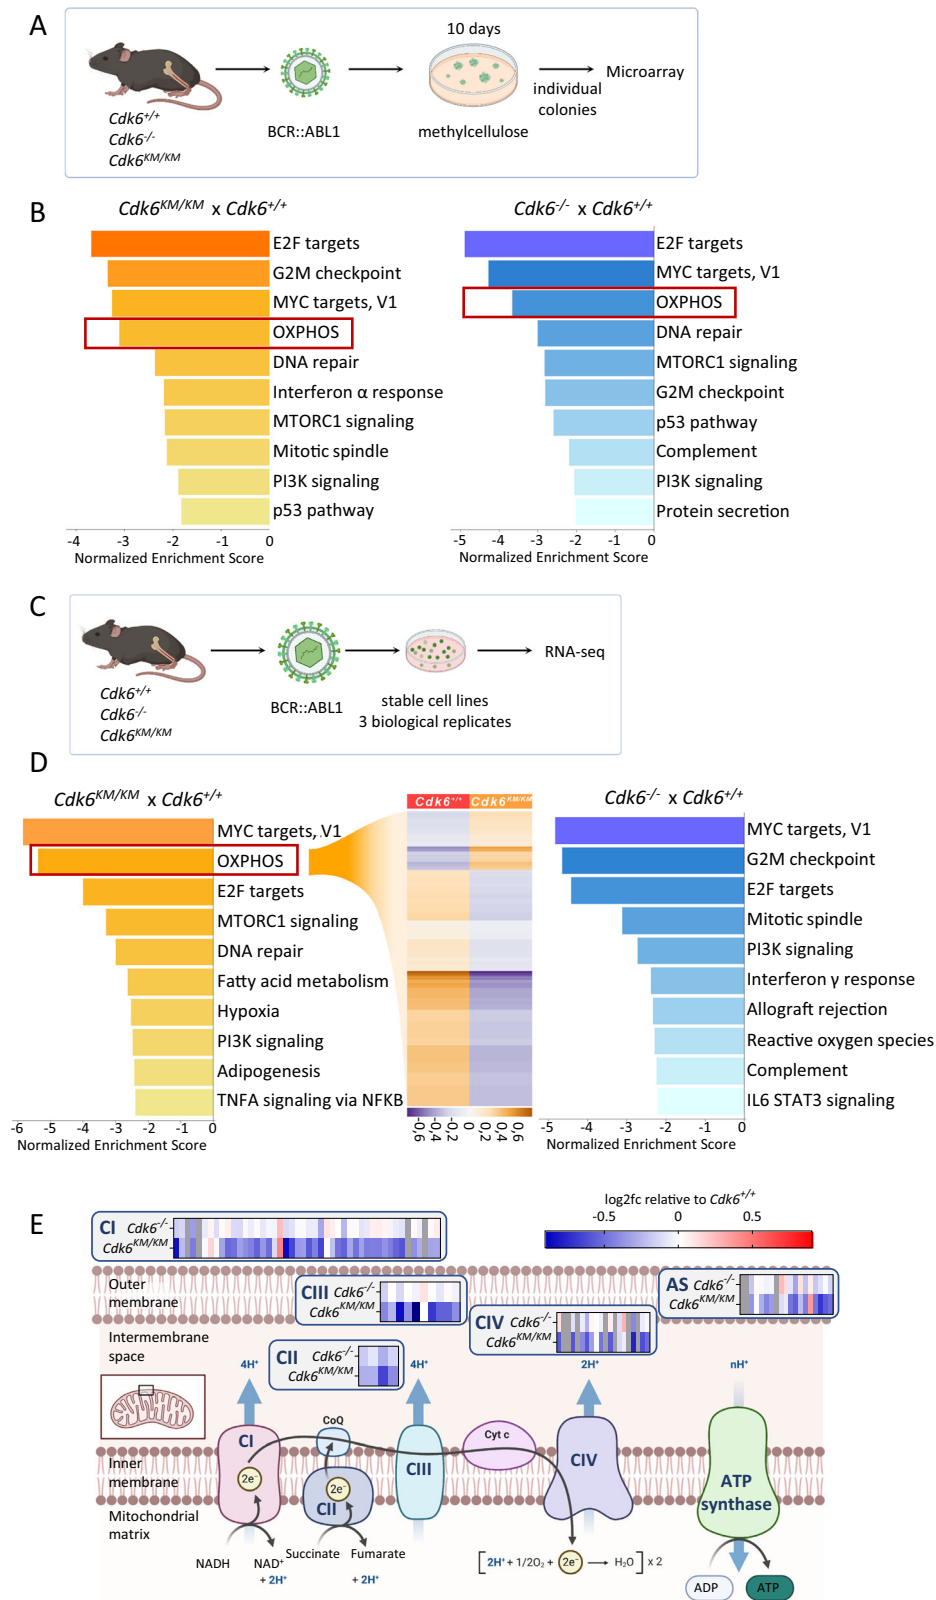 A
10 days
Microarray
individual
colonies
Cdk6+/+
Cdk6-/-
Cdk6KM/KM
BCR::ABL1
methylcellulose
B
Cdk6KM/KM x Cdk6+/+
E2F targets
G2M checkpoint
MYC targets, V1
OXPHOS
DNA repair
Interferon α response
MTORC1 signaling
Mitotic spindle
PI3K signaling
p53 pathway
-4 -3 -2 -1 0
Normalized Enrichment Score
Cdk6-/- x Cdk6+/+
E2F targets
MYC targets, V1
OXPHOS
DNA repair
MTORC1 signaling
G2M checkpoint
p53 pathway
Complement
PI3K signaling
Protein secretion
-5 -4 -3 -2 -1 0
Normalized Enrichment Score
C
Cdk6+/+
Cdk6-/-
Cdk6KM/KM
BCR::ABL1
stable cell lines
3 biological replicates
RNA-seq
D
Cdk6KM/KM x Cdk6+/+
MYC targets, V1
OXPHOS
E2F targets
MTORC1 signaling
DNA repair
Fatty acid metabolism
Hypoxia
PI3K signaling
Adipogenesis
TNFA signaling via NFKB
-6 -5 -4 -3 -2 -1 0
Normalized Enrichment Score
Cdk6+/+ Cdk6KM/KM
-0,6 -0,4 -0,2 0 0,2 0,4 0,6
Cdk6-/- x Cdk6+/+
MYC targets, V1
G2M checkpoint
E2F targets
Mitotic spindle
PI3K signaling
Interferon γ response
Allograft rejection
Reactive oxygen species
Complement
IL6 STAT3 signaling
-5 -4 -3 -2 -1 0
Normalized Enrichment Score
E
CI Cdk6-/-
Cdk6KM/KM
log2fc relative to Cdk6+/+
-0.5 0 0.5
Outer
membrane
CIII Cdk6-/-
Cdk6KM/KM
AS Cdk6-/-
Cdk6KM/KM
CIV Cdk6-/-
Cdk6KM/KM
Intermembrane
space
CII Cdk6-/-
Cdk6KM/KM
4H+
4H+
2H+
nH+
CI
CoQ
Cyt c
CIII
CIV
Inner
membrane
2e-
2e-
CII
ATP
synthase
Mitochondrial
matrix
NADH
NAD+
+ 2H+
Succinate
Fumarate
+ 2H+
[2H+ + 1/2O2 + 2e- → H2O] x 2
ADP
ATP